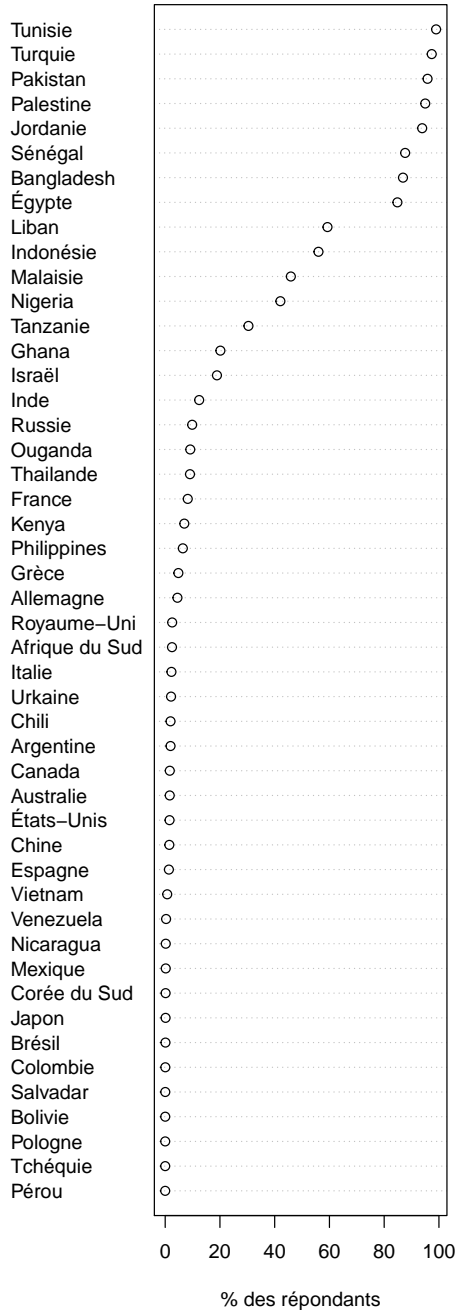 Tunisie
Turquie
Pakistan
Palestine
Jordanie
Sénégal
Bangladesh
Égypte
Liban
Indonésie
Malaisie
Nigeria
Tanzanie
Ghana
Israël
Inde
Russie
Ouganda
Thailande
France
Kenya
Philippines
Grèce
Allemagne
Royaume−Uni
Afrique du Sud
Italie
Urkaine
Chili
Argentine
Canada
Australie
États−Unis
Chine
Espagne
Vietnam
Venezuela
Nicaragua
Mexique
Corée du Sud
Japon
Brésil
Colombie
Salvadar
Bolivie
Pologne
Tchéquie
Pérou
0 20 40 60 80 100
% des répondants